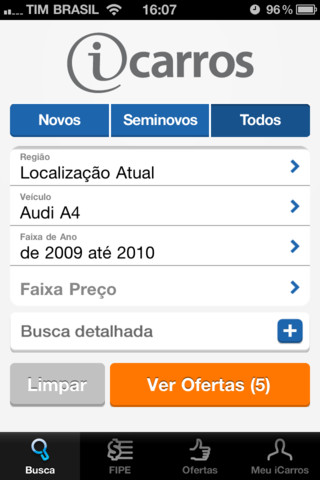 TIM BRASIL 16:07 96%
icarros
Novos Seminovos Todos
Região
Localização Atual
Veículo
Audi A4
Faixa de Ano
de 2009 até 2010
Faixa Preço
Busca detalhada
Limpar Ver Ofertas (5)
Busca FIPE Ofertas Meu iCarros